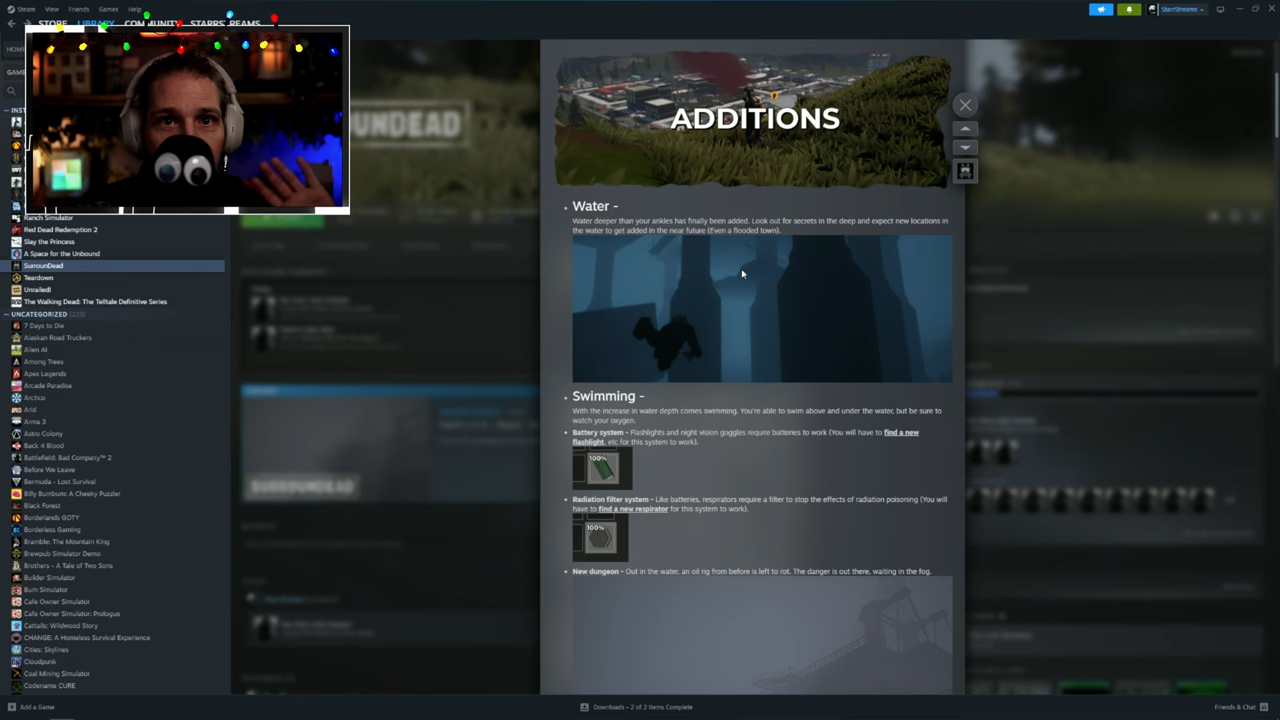 Steam
View
Friends
Games
Help
StarrStreams
STORE
LIBRARY
COMMUNITY
Ranch Simulator
Red Dead Redemption 2
Slay the Princess
A Space for the Unbound
SurrounDead
Teardown
Unrailed!
The Walking Dead: The Telltale Definitive Series
UNCATEGORIZED (225)
7 Days to Die
Alaskan Road Truckers
Alien AI
Among Trees
Apex Legends
Arcade Paradise
Arctico
Arid
Arma 3
Astro Colony
Back 4 Blood
Battlefield: Bad Company™ 2
Before We Leave
Bermuda - Lost Survival
Billy Bumbum: A Cheeky Puzzler
Black Forest
Borderlands GOTY
Borderless Gaming
Bramble: The Mountain King
Brewpub Simulator Demo
Brothers - A Tale of Two Sons
Builder Simulator
Bum Simulator
Cafe Owner Simulator
Cafe Owner Simulator: Prologue
Cattails: Wildwood Story
CHANGE: A Homeless Survival Experience
Cities: Skylines
Cloudpunk
Coal Mining Simulator
Codename CURE
Add a Game
ADDITIONS
Water -
Water deeper than your ankles has finally been added. Look out for secrets in the deep and expect new locations in
the water to get added in the near future (Even a flooded town).
Swimming -
With the increase in water depth comes swimming. You're able to swim above and under the water, but be sure to
watch your oxygen.
Battery system - Flashlights and night vision goggles require batteries to work (You will have to find a new
flashlight, etc for this system to work).
100%
Radiation filter system - Like batteries, respirators require a filter to stop the effects of radiation poisoning (You will
have to find a new respirator for this system to work).
100%
New dungeon - Out in the water, an oil rig from before is left to rot. The danger is out there, waiting in the fog.
SURROUNDEAD
Downloads - 2 of 2 Items Complete
Friends & Chat